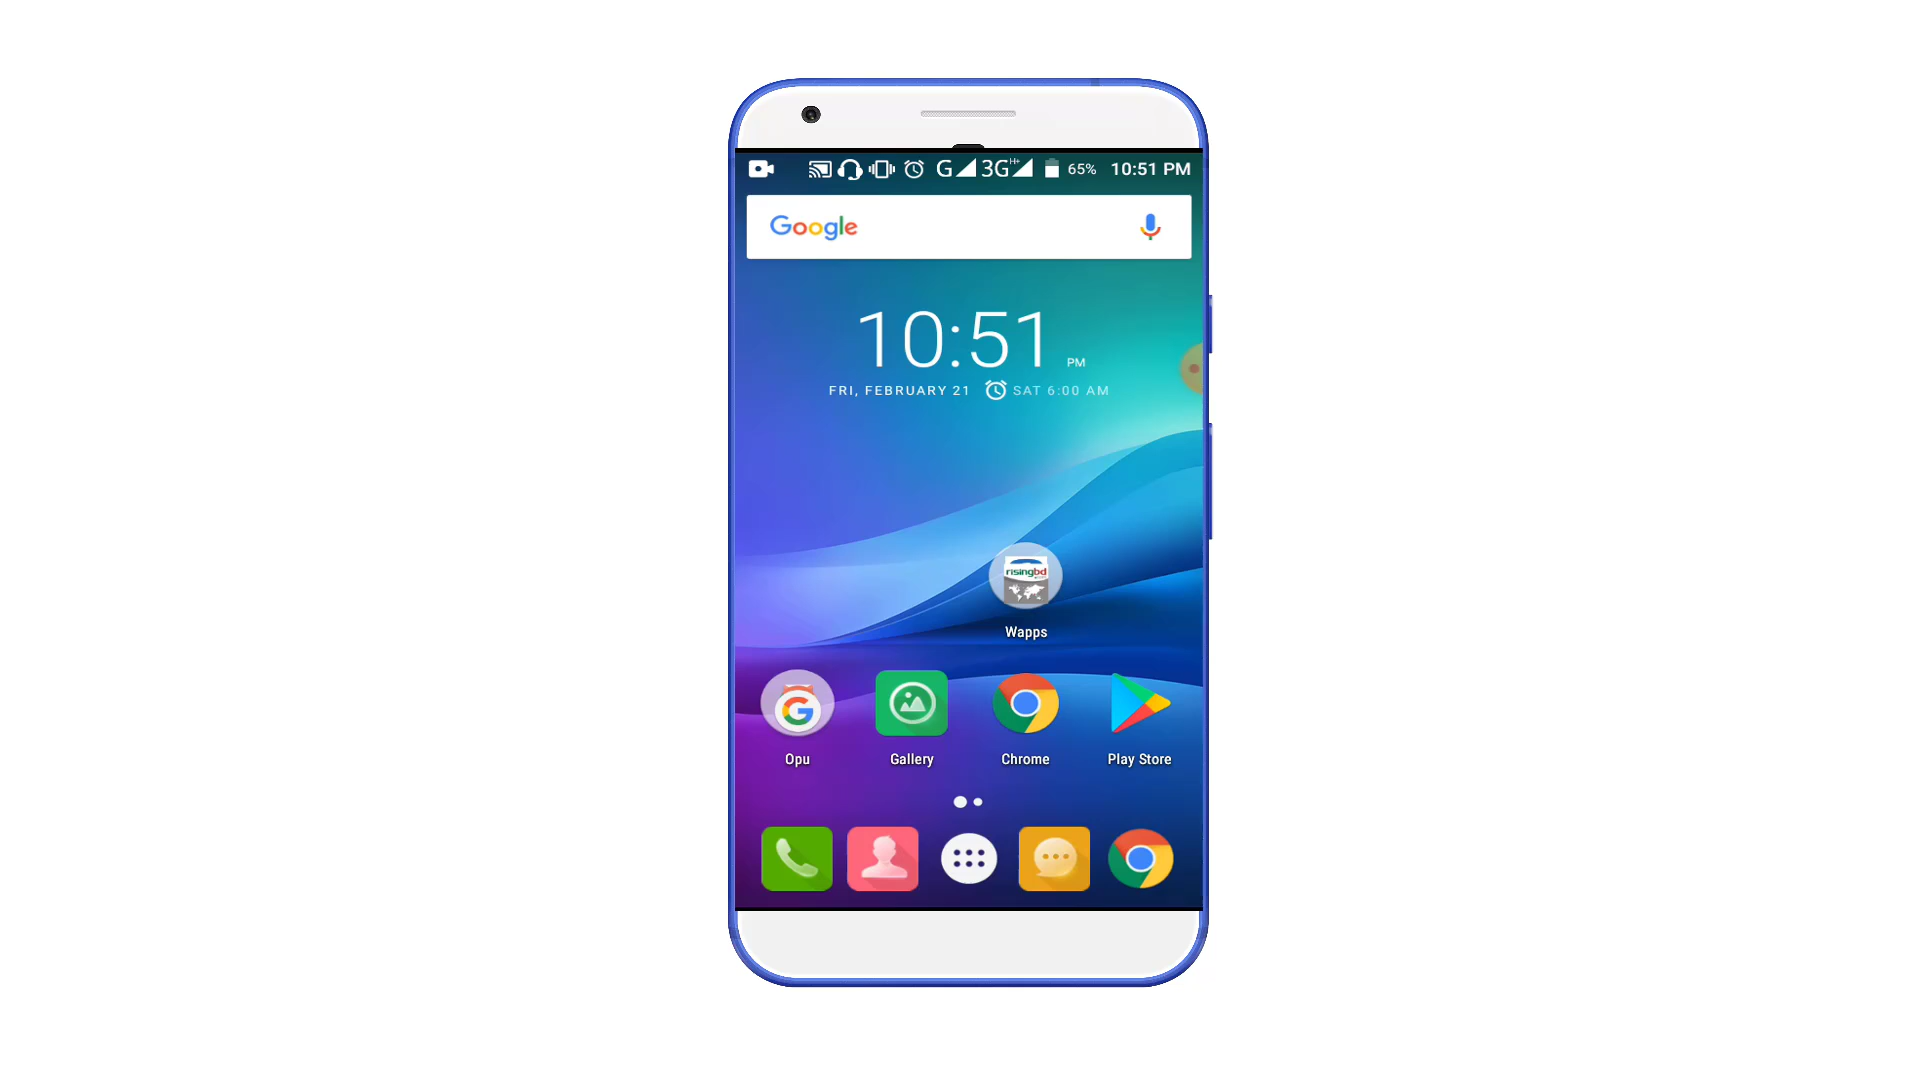 G 3G H+ 65% 10:51 PM
Google
10:51 PM
FRI, FEBRUARY 21 SAT 6:00 AM
risingbd
Wapps
G
Opu Gallery Chrome Play Store